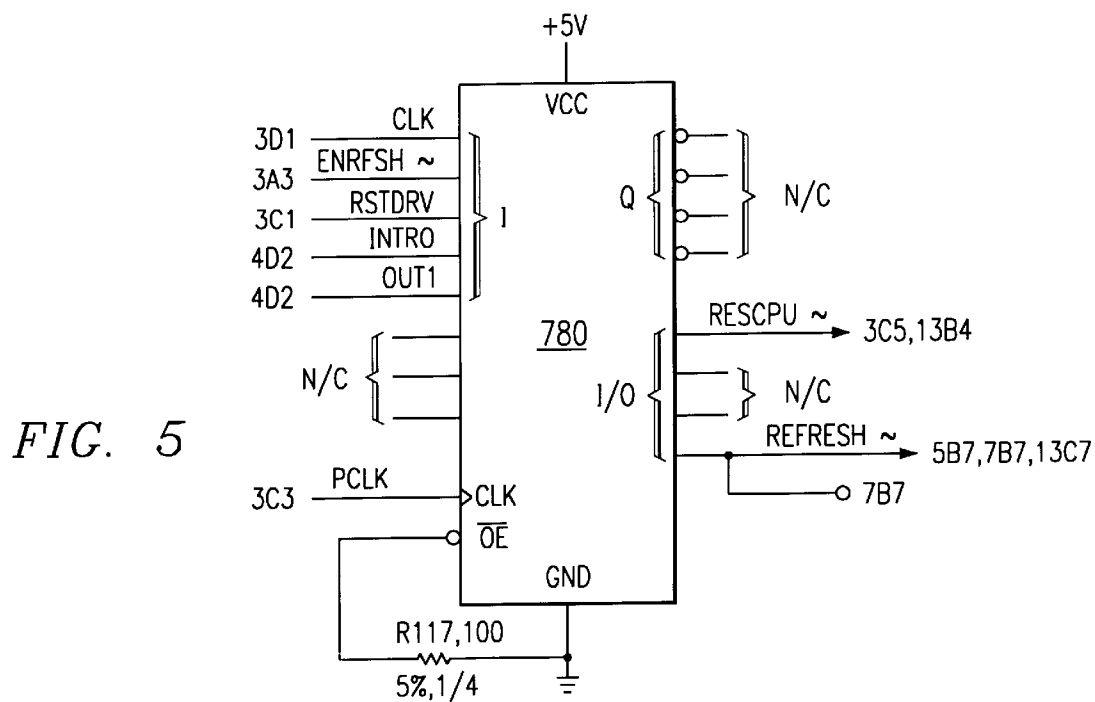 +5V
VCC
3D1 CLK
3A3 ENRFSH ~
3C1 RSTDRV
I
4D2 INTRO
4D2 OUT1
Q
N/C
780
RESCPU ~ 3C5,13B4
N/C
I/O
N/C
REFRESH ~ 5B7,7B7,13C7
7B7
FIG. 5
3C3 PCLK CLK
OE
GND
R117,100
5%,1/4